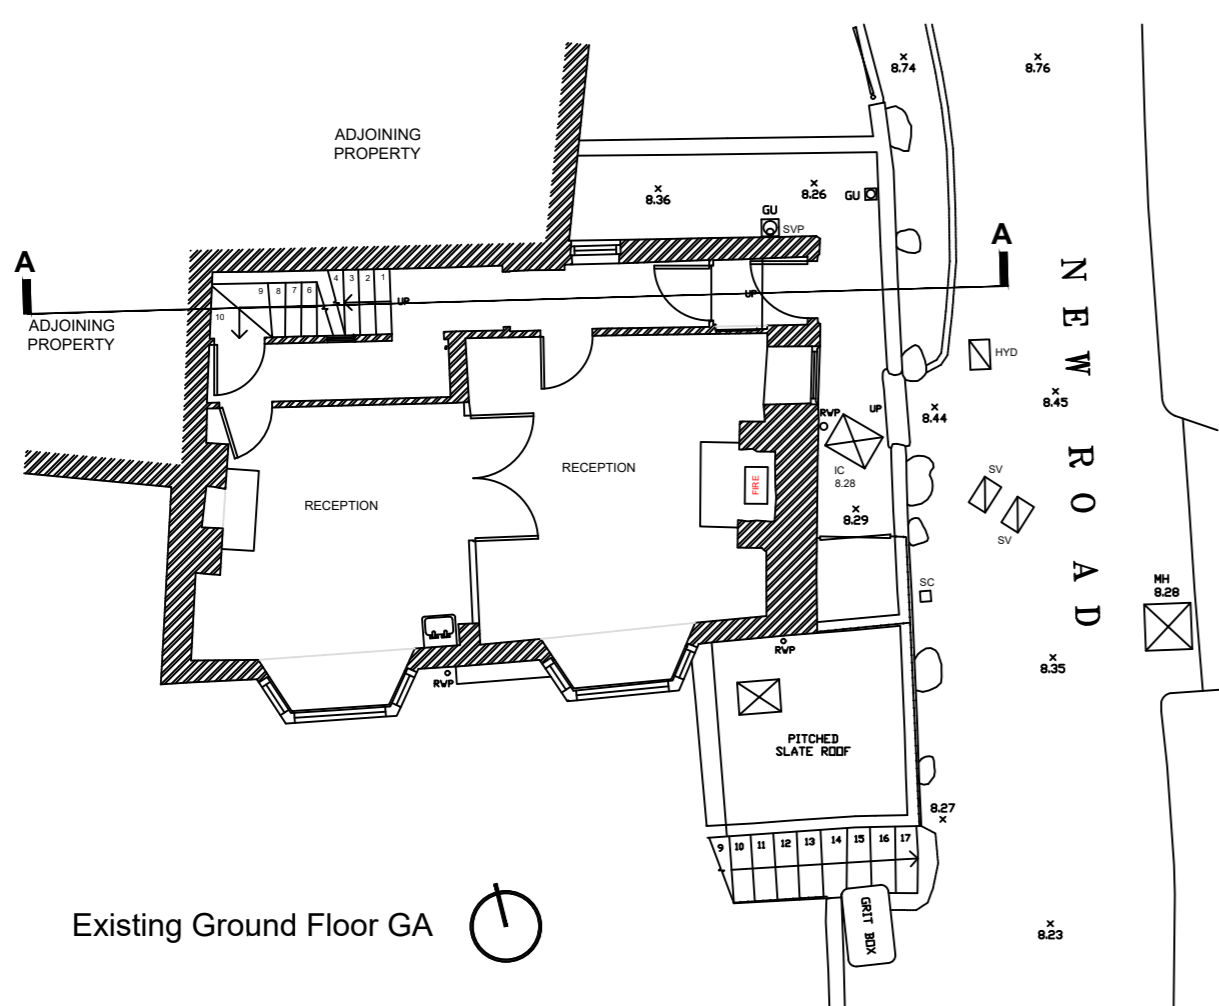 8.74
8.76
ADJOINING
PROPERTY
8.36
8.26
GU
GU
SVP
A
A
NEW ROAD
4 3 2 1
9 8 7 6
UP
UP
10
ADJOINING
PROPERTY
HYD
8.45
8.44
RWP
UP
IC
8.28
RECEPTION
FIRE
RECEPTION
SV
SV
8.29
SC
MH
8.28
RWP
RWP
8.35
PITCHED
SLATE ROOF
8.27
9 10 11 12 13 14 15 16 17
GRIT BOX
8.23
Existing Ground Floor GA